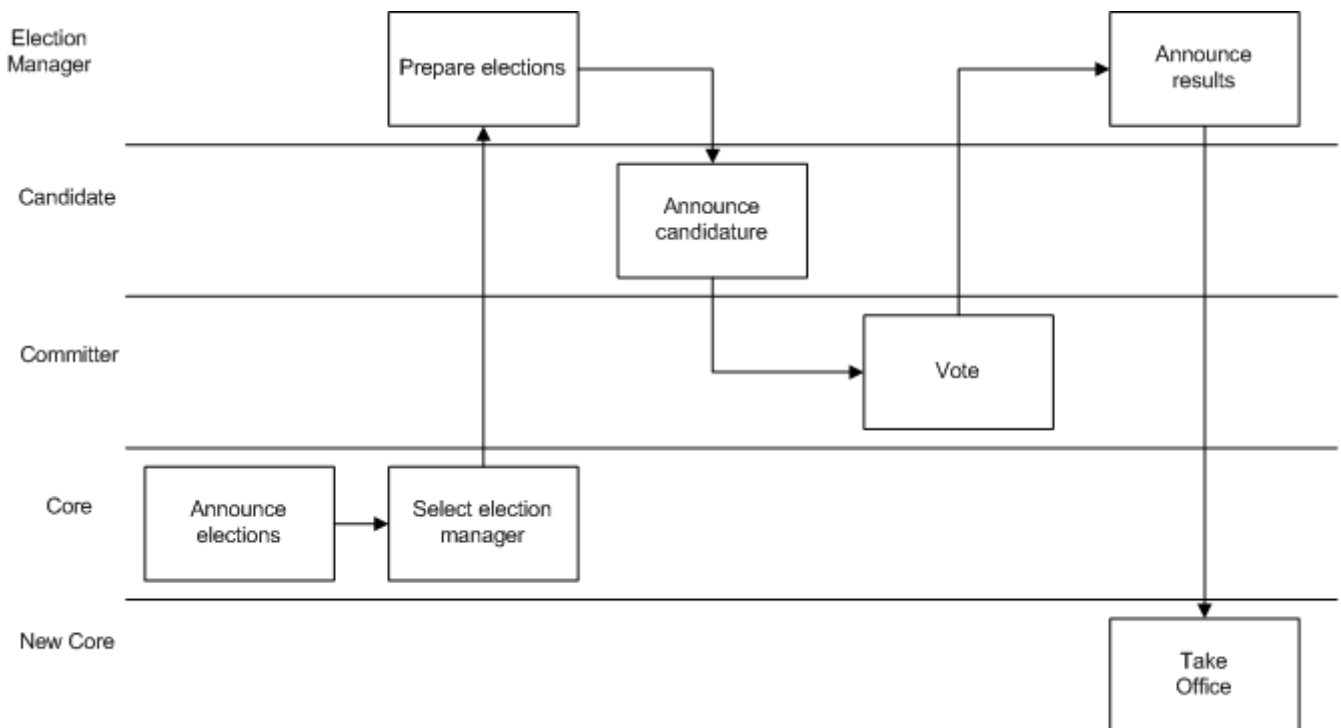 Election
Manager
Prepare elections
Announce
results
Candidate
Announce
candidature
Committer
Vote
Core
Announce
elections
Select election
manager
New Core
Take
Office